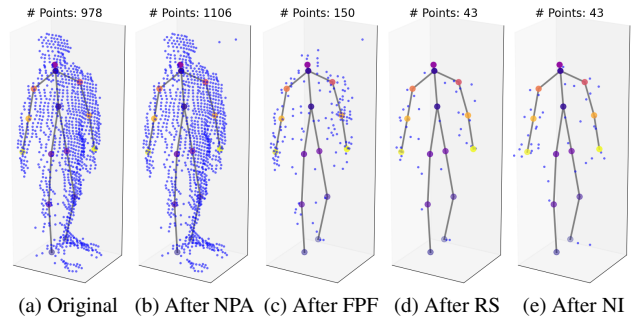 # Points: 978 # Points: 1106 # Points: 150 # Points: 43 # Points: 43
(a) Original (b) After NPA (c) After FPF (d) After RS (e) After NI